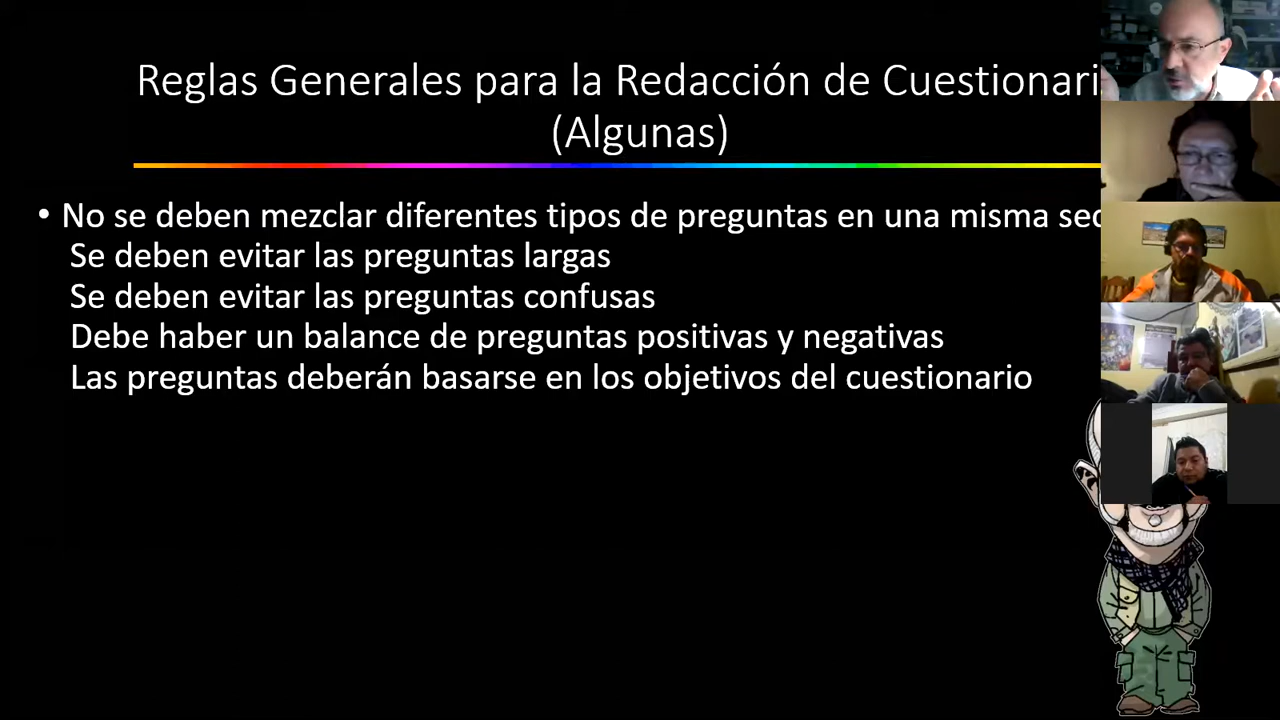 Reglas Generales para la Redacción de Cuestionari
(Algunas)
• No se deben mezclar diferentes tipos de preguntas en una misma sec
Se deben evitar las preguntas largas
Se deben evitar las preguntas confusas
Debe haber un balance de preguntas positivas y negativas
Las preguntas deberán basarse en los objetivos del cuestionario